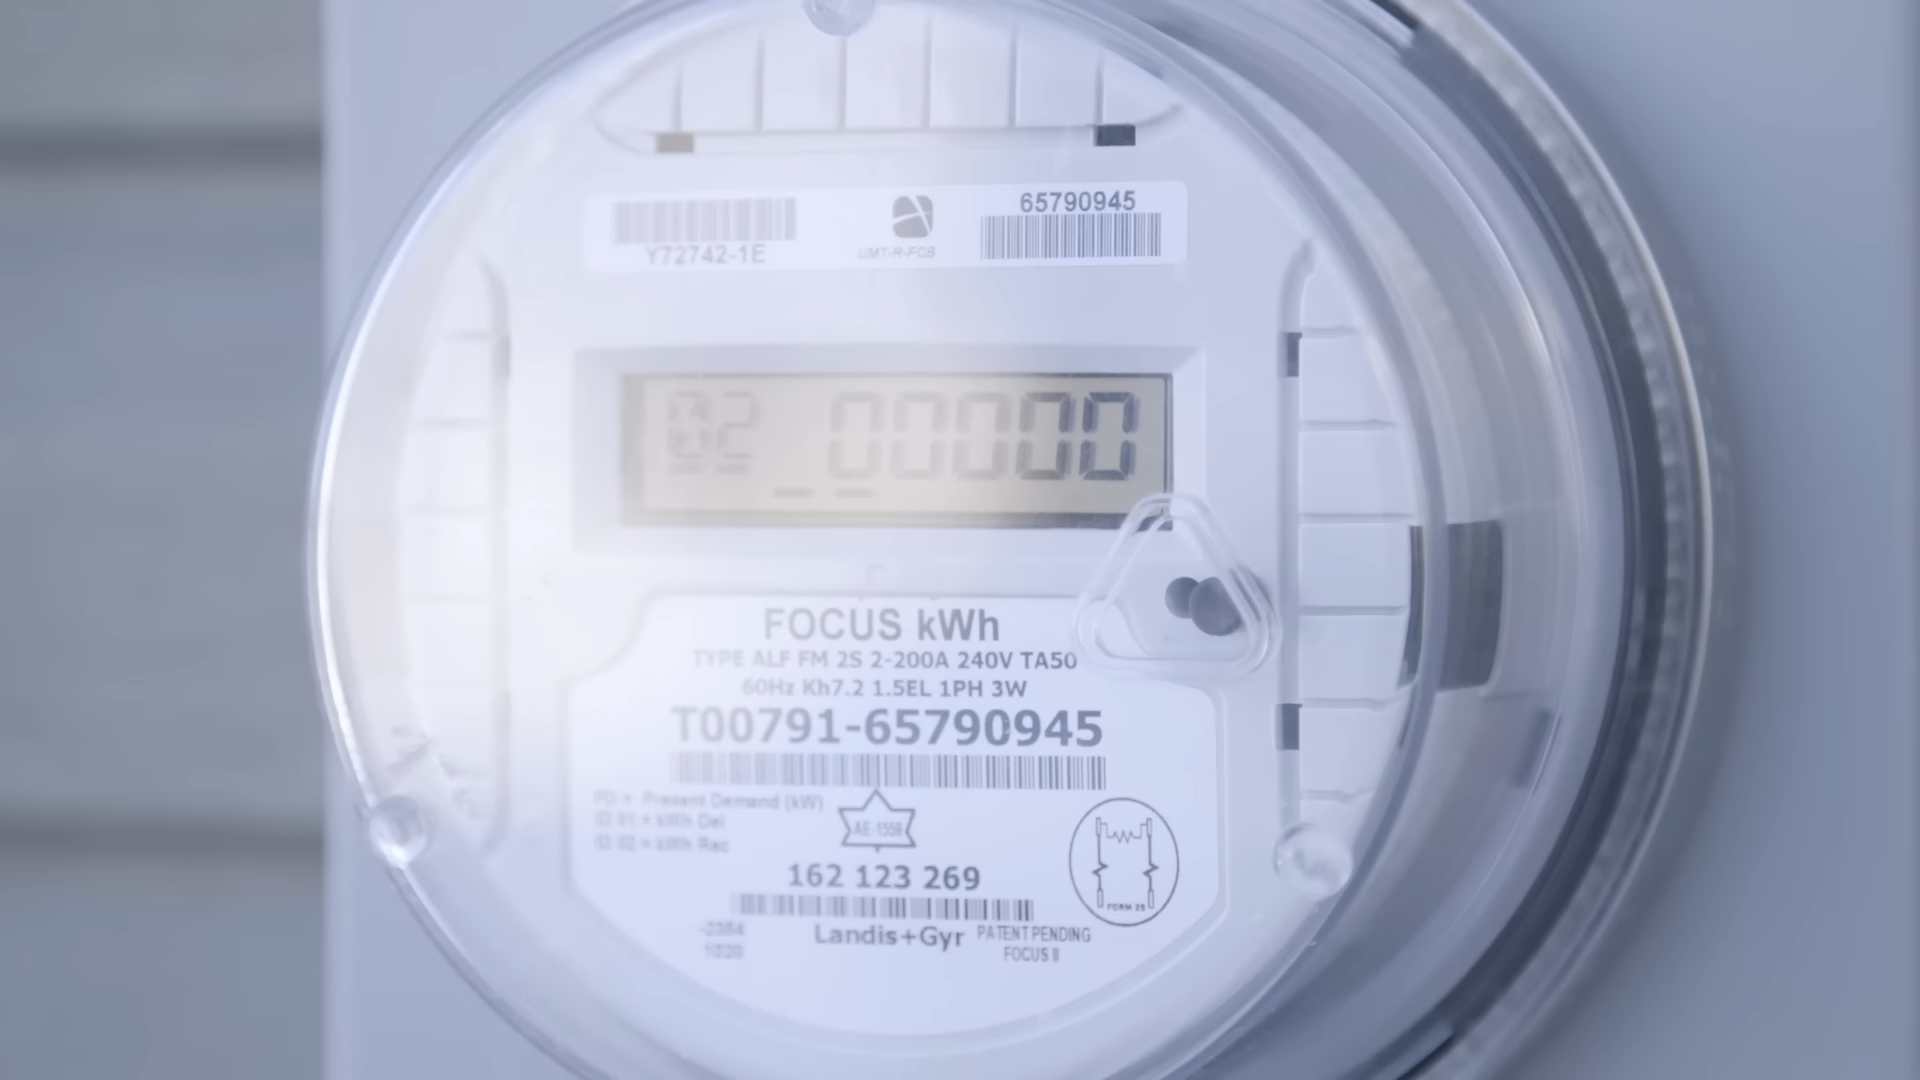 65790945
Y72742-1E
UMT-R-FCB
02 00000
FOCUS kWh
TYPE ALF FM 2S 2-200A 240V TA50
60Hz Kh7.2 1.5EL 1PH 3W
T00791-65790945
PD = Present Demand (kW)
ID 01 = kWh Del
ID 02 = kWh Rec
AE-1559
162 123 269
FORM 2S
1020
Landis+Gyr
PATENT PENDING
FOCUS II